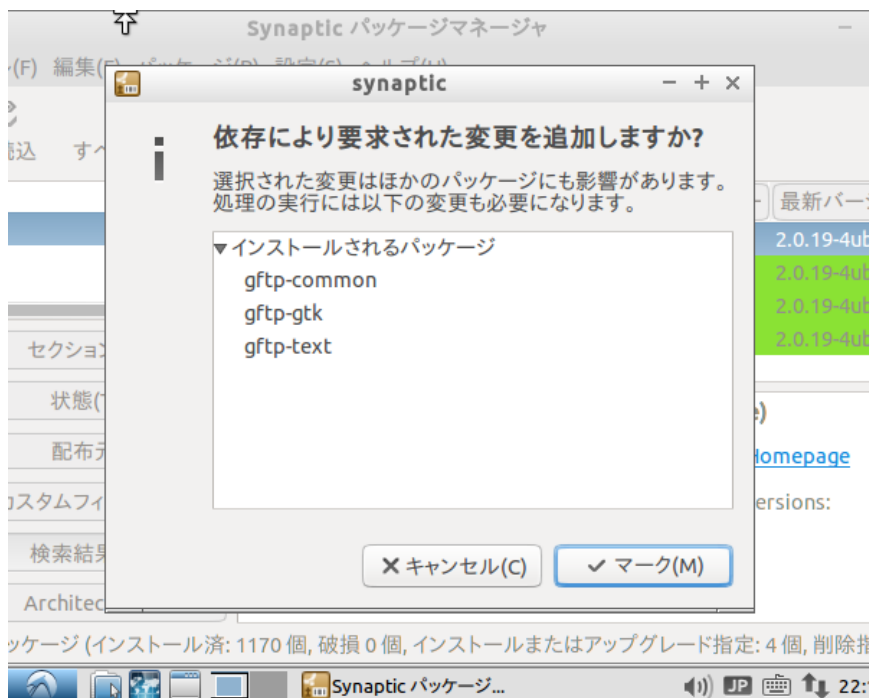 Synaptic パッケージマネージャ
(F) 編集(
synaptic
依存により要求された変更を追加しますか?
読込 すべ
選択された変更はほかのパッケージにも影響があります。
処理の実行には以下の変更も必要になります。
最新バー
▼インストールされるパッケージ
2.0.19-4ub
gftp-common
2.0.19-4ub
gftp-gtk
2.0.19-4ub
gftp-text
2.0.19-4ub
セクション
状態(
配布元
Homepage
カスタムフィ
ersions:
検索結果
キャンセル(C)
マーク(M)
Architec
ッケージ (インストール済: 1170 個, 破損 0 個, インストールまたはアップグレード指定: 4 個, 削除指
Synaptic パッケージ...
JP
22: